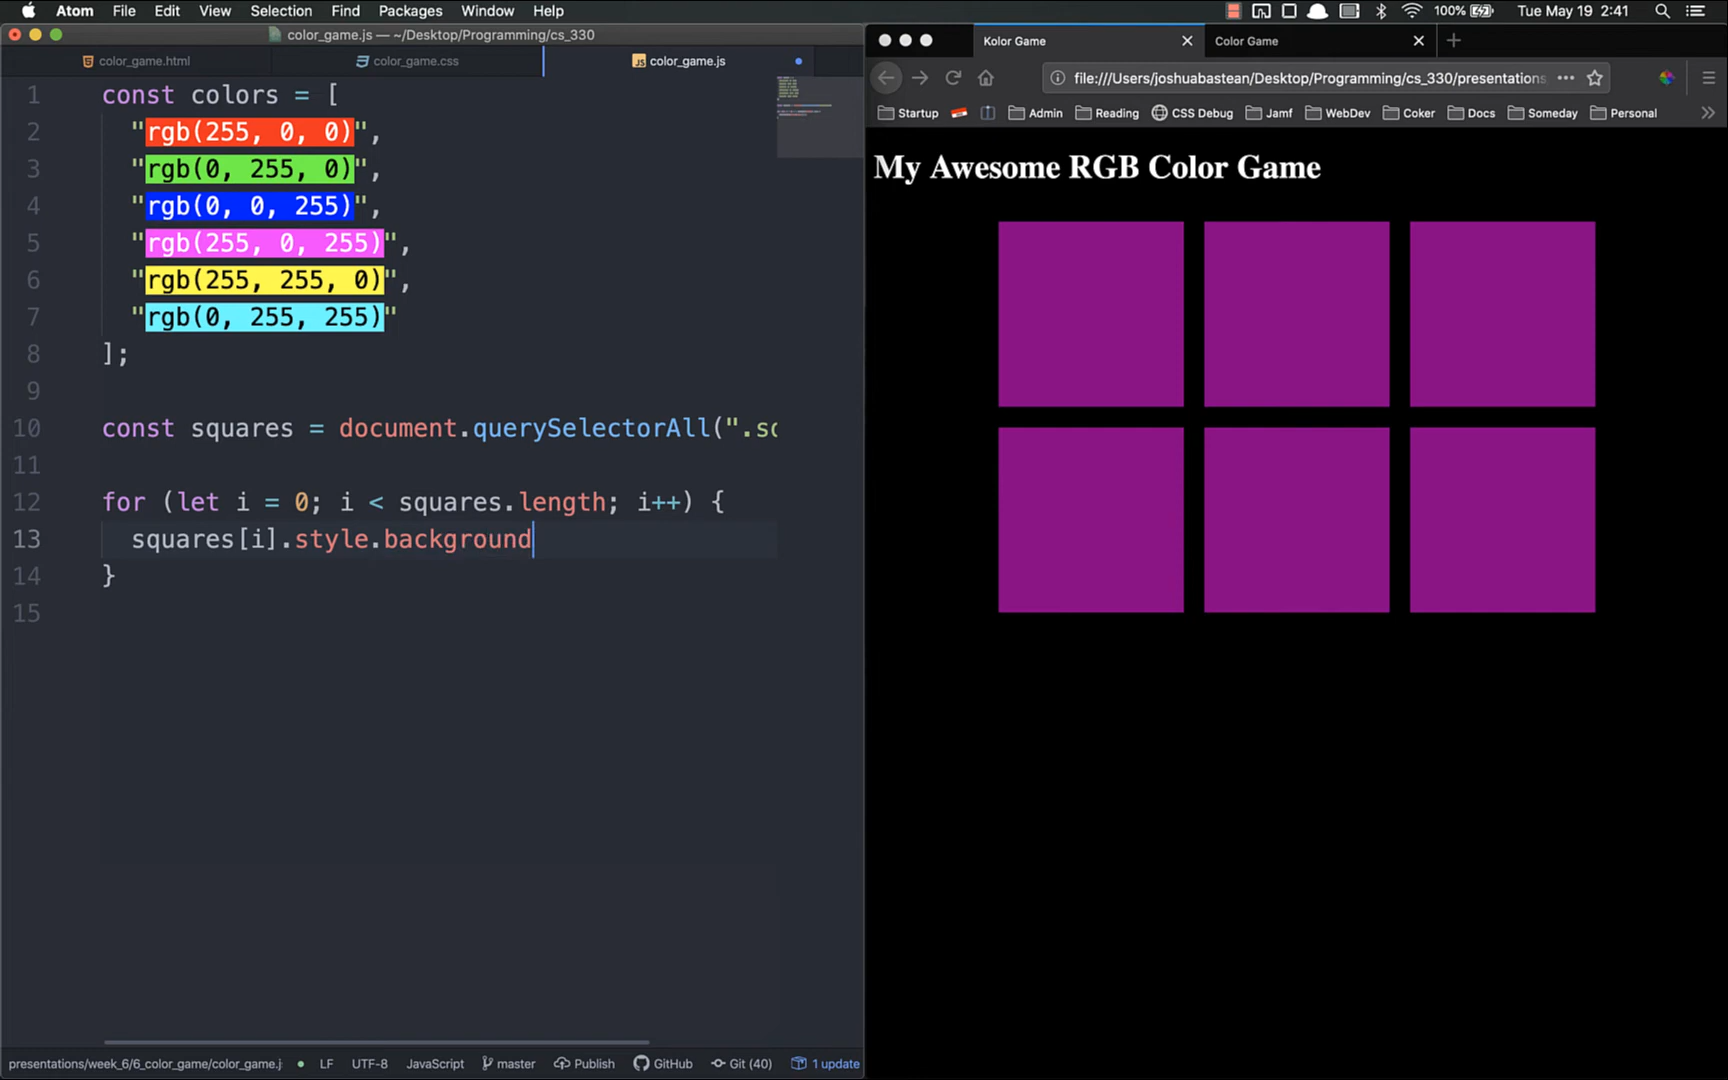 Atom File Edit View Selection Find Packages Window Help 100% Tue May 19 2:41
color_game.js — ~/Desktop/Programming/cs_330
color_game.html color_game.css color_game.js
1 const colors = [
2 "rgb(255, 0, 0)",
3 "rgb(0, 255, 0)",
4 "rgb(0, 0, 255)",
5 "rgb(255, 0, 255)",
6 "rgb(255, 255, 0)",
7 "rgb(0, 255, 255)"
8 ];
9
10 const squares = document.querySelectorAll(".sc
11
12 for (let i = 0; i < squares.length; i++) {
13 squares[i].style.background
14 }
15
presentations/week_6/6_color_game/color_game.j LF UTF-8 JavaScript master Publish GitHub Git (40) 1 update
Kolor Game Color Game
file:///Users/joshuabastean/Desktop/Programming/cs_330/presentations
Startup Admin Reading CSS Debug Jamf WebDev Coker Docs Someday Personal
My Awesome RGB Color Game